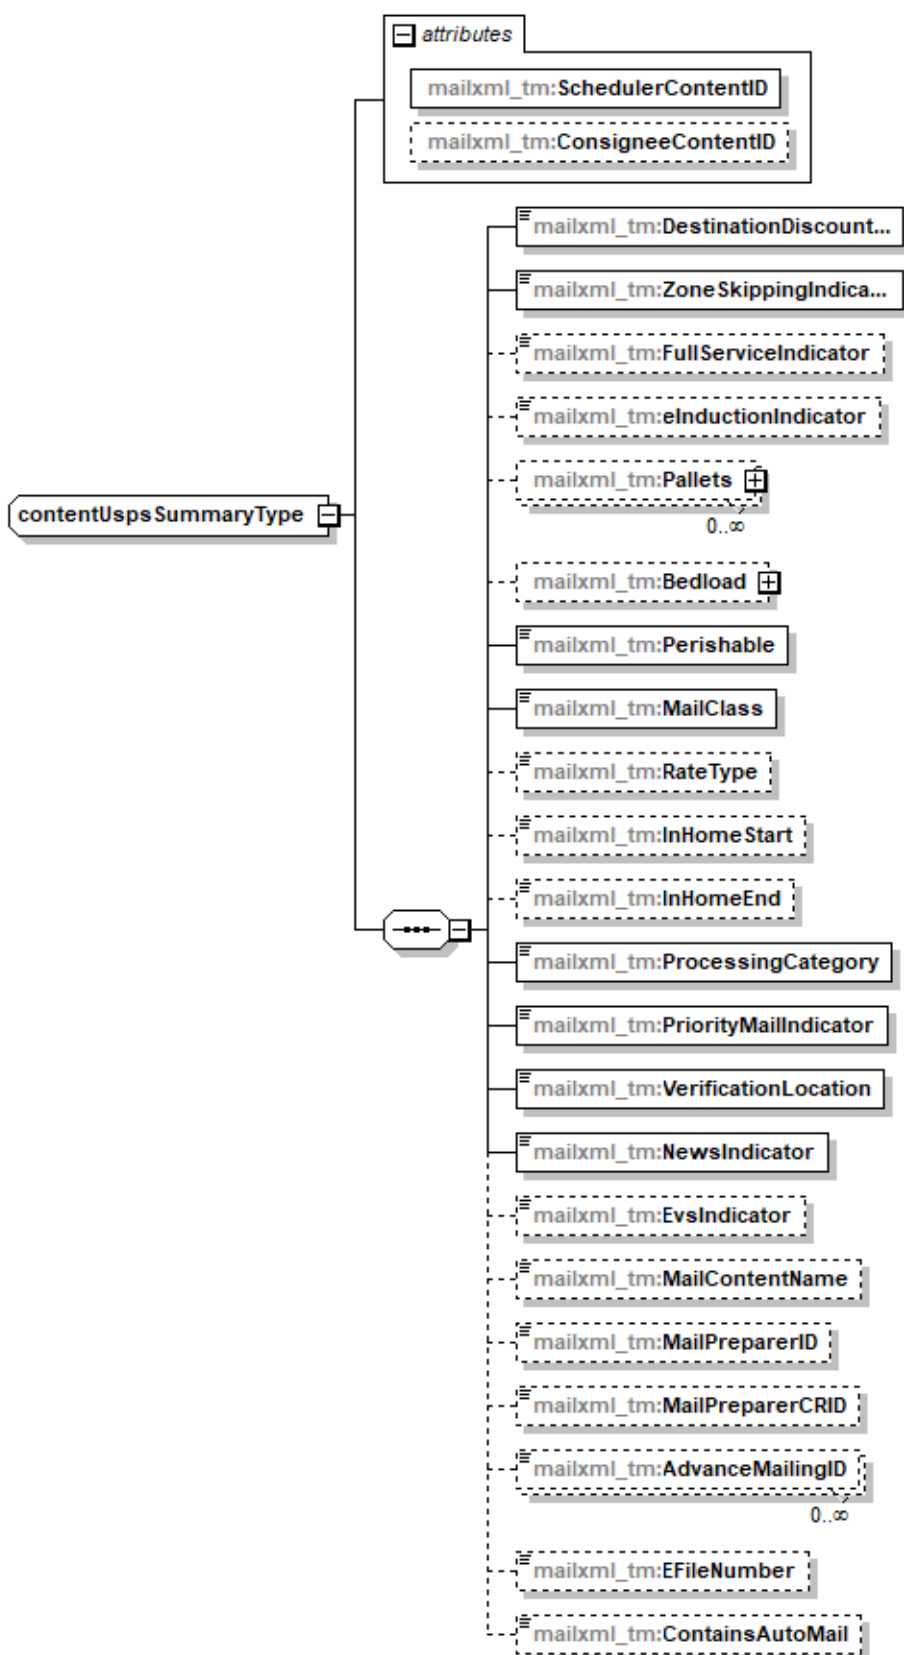 attributes
mailxml_tm:SchedulerContentID
mailxml_tm:ConsigneeContentID
mailxml_tm:DestinationDiscount...
mailxml_tm:ZoneSkippingIndica...
mailxml_tm:FullServiceIndicator
mailxml_tm:eInductionIndicator
mailxml_tm:Pallets
0..∞
contentUspsSummaryType
mailxml_tm:Bedload
mailxml_tm:Perishable
mailxml_tm:MailClass
mailxml_tm:RateType
mailxml_tm:InHomeStart
mailxml_tm:InHomeEnd
mailxml_tm:ProcessingCategory
mailxml_tm:PriorityMailIndicator
mailxml_tm:VerificationLocation
mailxml_tm:NewsIndicator
mailxml_tm:EvsIndicator
mailxml_tm:MailContentName
mailxml_tm:MailPreparerID
mailxml_tm:MailPreparerCRID
mailxml_tm:AdvanceMailingID
0..∞
mailxml_tm:EFileNumber
mailxml_tm:ContainsAutoMail